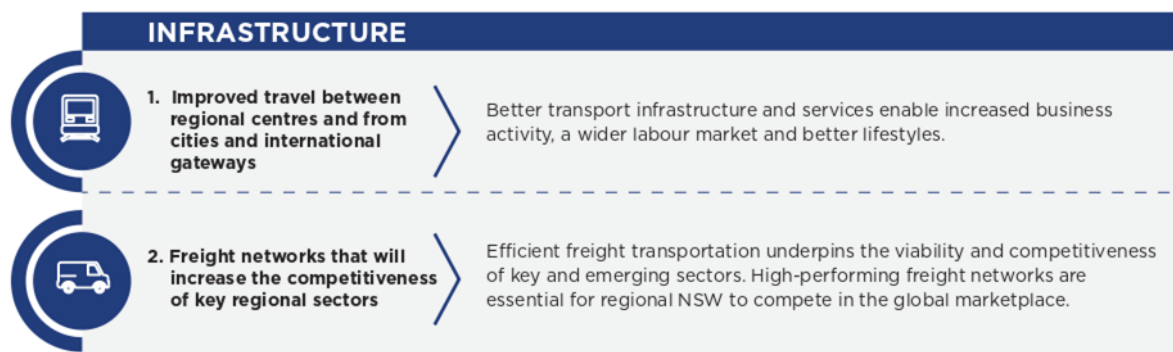 INFRASTRUCTURE
1. Improved travel between
regional centres and from
cities and international
gateways
Better transport infrastructure and services enable increased business
activity, a wider labour market and better lifestyles.
2. Freight networks that will
increase the competitiveness
of key regional sectors
Efficient freight transportation underpins the viability and competitiveness
of key and emerging sectors. High-performing freight networks are
essential for regional NSW to compete in the global marketplace.